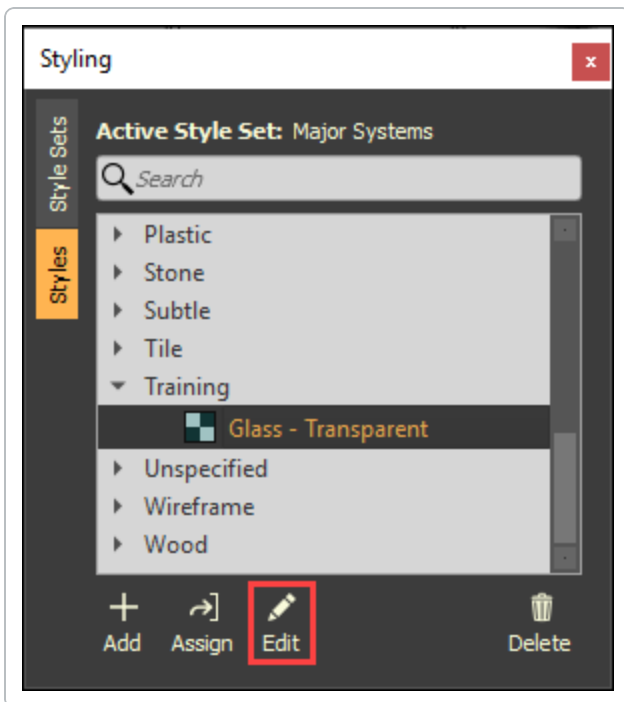 Styling
x
Style Sets
Styles
Active Style Set: Major Systems
Search
Plastic
Stone
Subtle
Tile
Training
Glass - Transparent
Unspecified
Wireframe
Wood
Add Assign Edit Delete